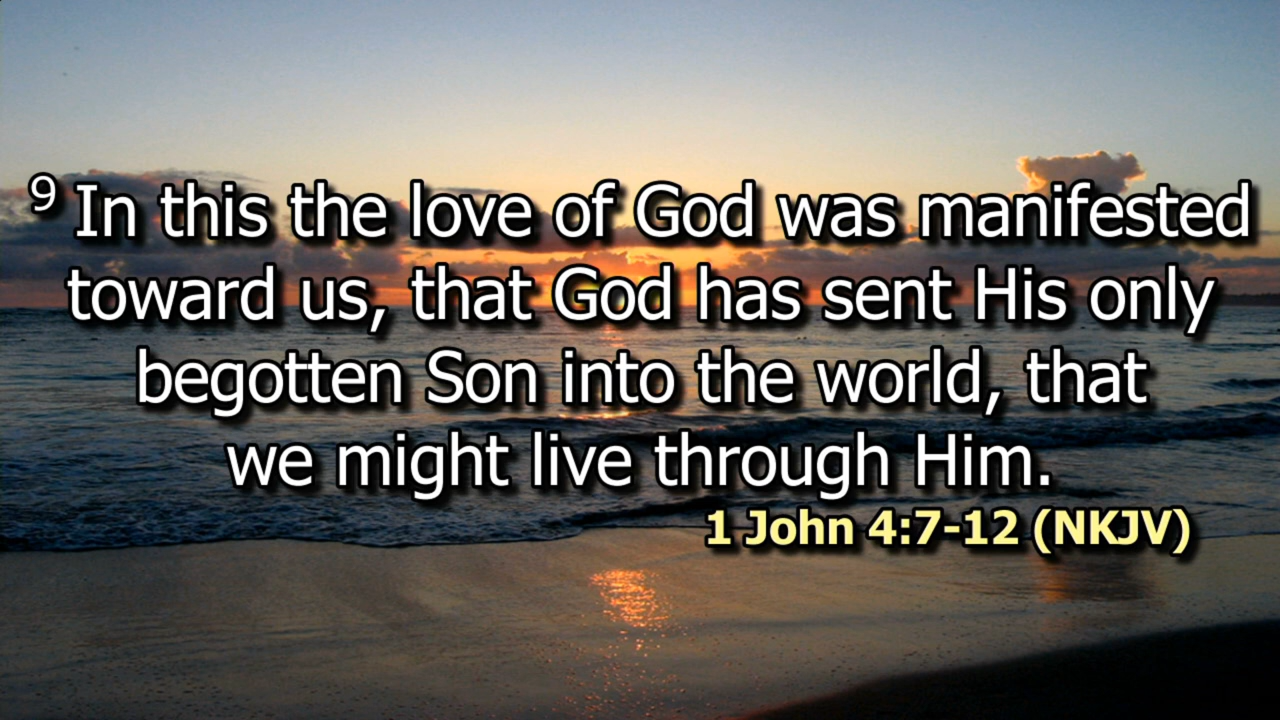 9 In this the love of God was manifested
toward us, that God has sent His only
begotten Son into the world, that
we might live through Him.
1 John 4:7-12 (NKJV)